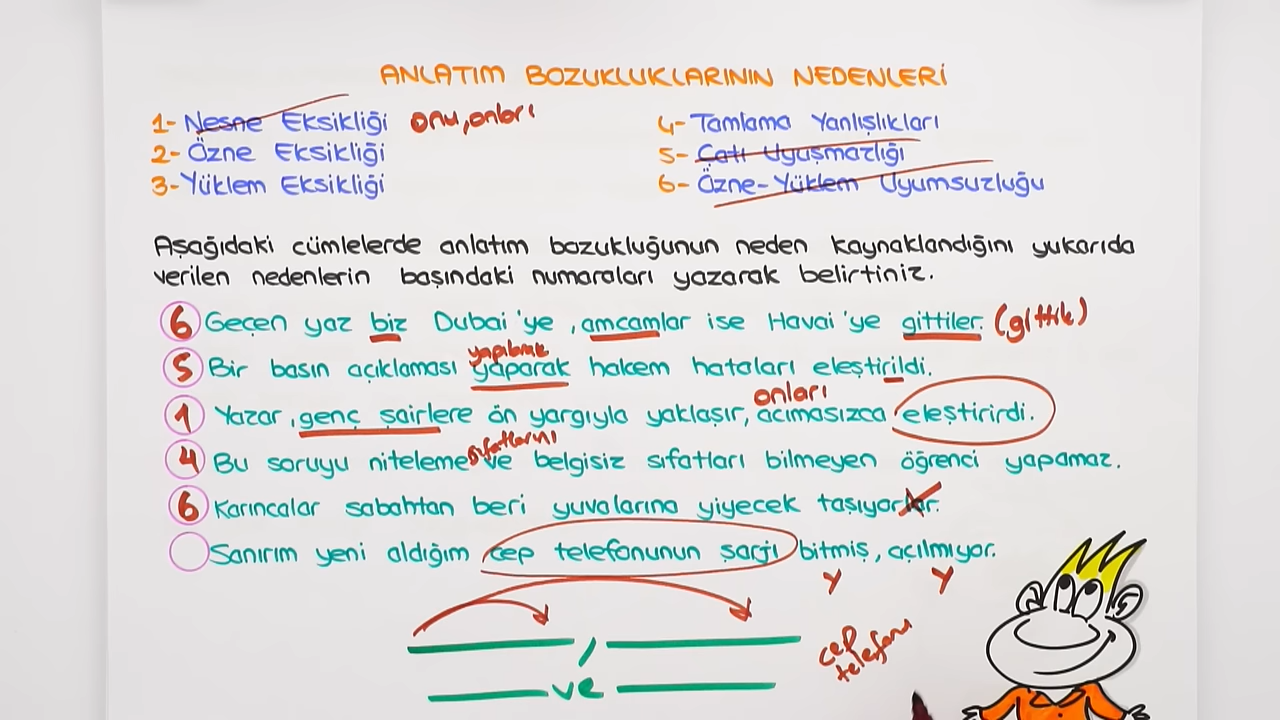 ANLATIM BOZUKLUKLARININ NEDENLERİ
1- Nesne Eksikliği onu, onları
2- Özne Eksikliği
3- Yüklem Eksikliği
4- Tamlama Yanlışlıkları
5- Çatı Uyuşmazlığı
6- Özne-Yüklem Uyumsuzluğu
Aşağıdaki cümlelerde anlatım bozukluğunun neden kaynaklandığını yukarıda
verilen nedenlerin başındaki numaraları yazarak belirtiniz.
6 Geçen yaz biz Dubai'ye, amcamlar ise Havai'ye gittiler. (gittik)
yapılarak
5 Bir basın açıklaması yaparak hakem hataları eleştirildi.
onları
1 Yazar, genç şairlere ön yargıyla yaklaşır, acımasızca eleştirirdi.
sıfatlarını
4 Bu soruyu niteleme ve belgisiz sıfatları bilmeyen öğrenci yapamaz.
6 Karıncalar sabahtan beri yuvalarına yiyecek taşıyorlar.
Sanırım yeni aldığım cep telefonunun şarjı bitmiş, açılmıyor.
y y
,
cep
telefonu
ve